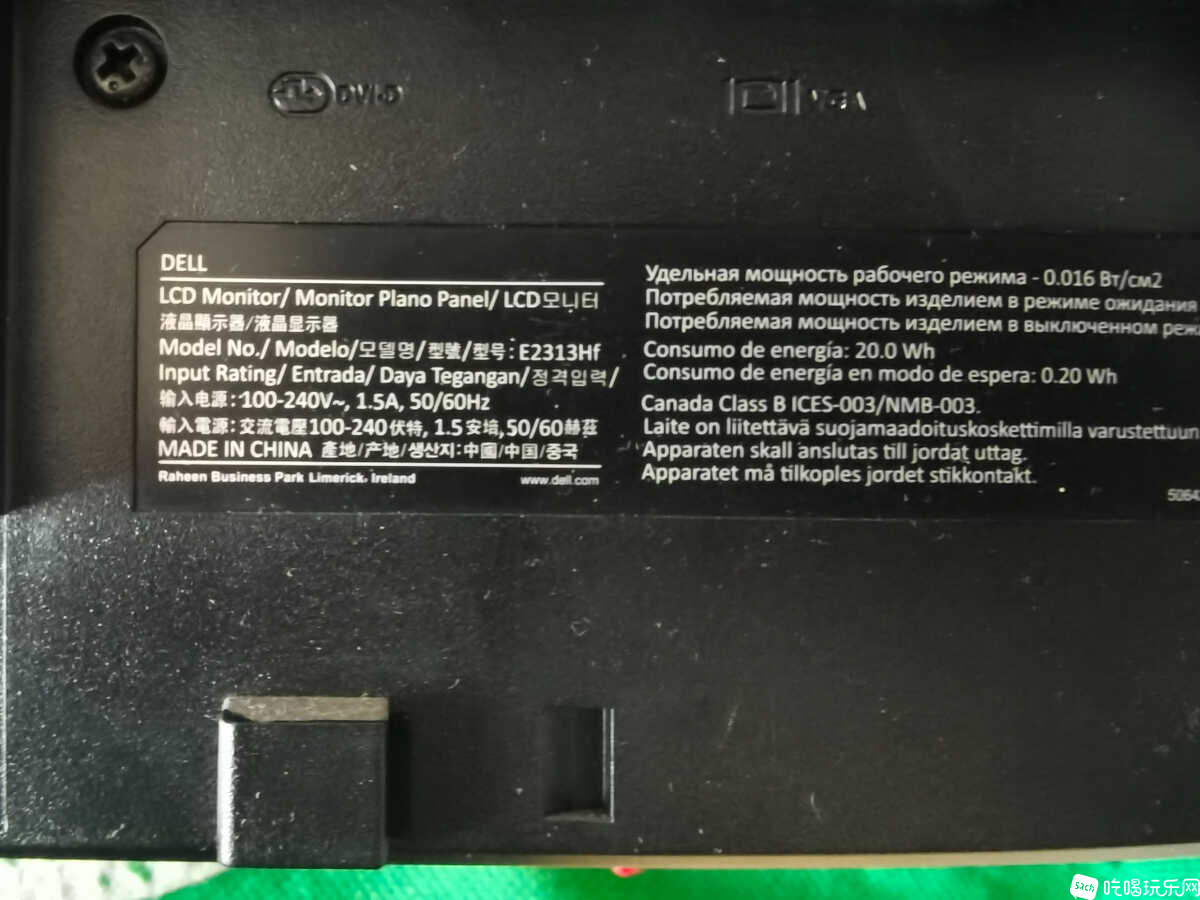 DVI-D
VGA
DELL
LCD Monitor/ Monitor Plano Panel/ LCD모니터
液晶顯示器/液晶显示器
Model No./ Modelo/모델명/型號/型号: E2313Hf
Input Rating/ Entrada/ Daya Tegangan/정격입력/
输入电源:100-240V~, 1.5A, 50/60Hz
輸入電源:交流電壓100-240伏特, 1.5安培,50/60赫茲
MADE IN CHINA 產地/产地/생산지:中國/中国/중국
Raheen Business Park Limerick, Ireland
www.dell.com
Удельная мощность рабочего режима - 0.016 Вт/см2
Потребляемая мощность изделием в режиме ожидания
Потребляемая мощность изделием в выключенном реж
Consumo de energía: 20.0 Wh
Consumo de energía en modo de espera: 0.20 Wh
Canada Class B ICES-003/NMB-003.
Laite on liitettävä suojamaadoituskoskettimilla varustettuun
Apparaten skall anslutas till jordat uttag.
Apparatet må tilkoples jordet stikkontakt.
5064
吃喝玩乐网